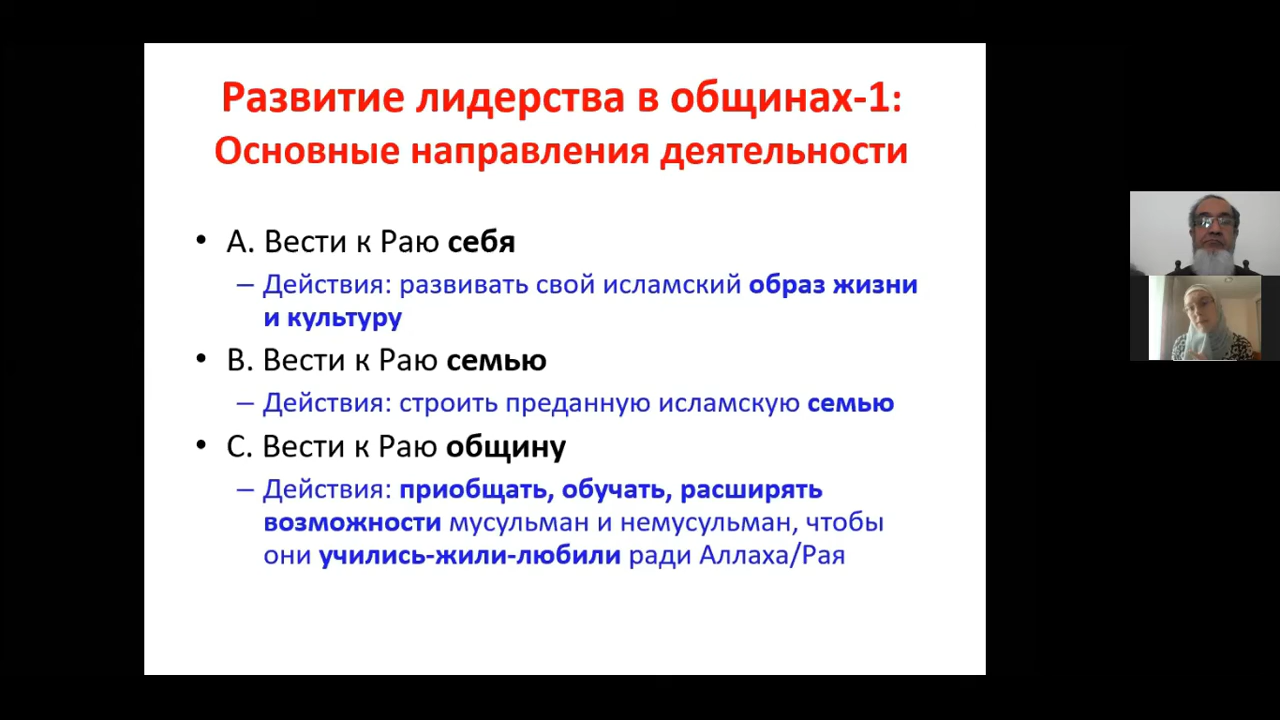 Развитие лидерства в общинах-1:
Основные направления деятельности
• А. Вести к Раю себя
– Действия: развивать свой исламский образ жизни
и культуру
• В. Вести к Раю семью
– Действия: строить преданную исламскую семью
• С. Вести к Раю общину
– Действия: приобщать, обучать, расширять
возможности мусульман и немусульман, чтобы
они учились-жили-любили ради Аллаха/Рая